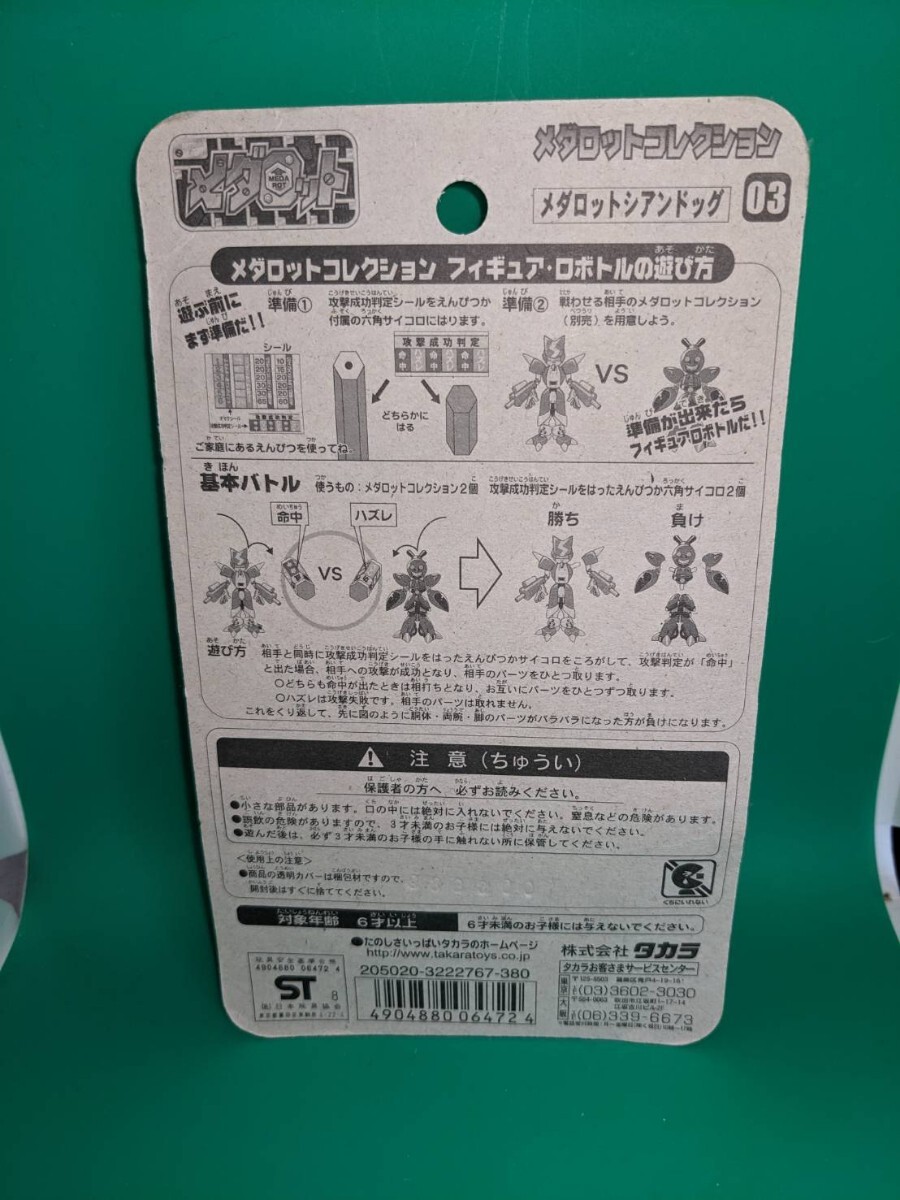 メダロット
MEDA
ROT
メダロットコレクション
メダロットシアンドッグ 03
メダロットコレクション フィギュア・ロボトルの遊び方
遊ぶ前に
まず準備だ!!
準備①
攻撃成功判定シールをえんぴつか
付属の六角サイコロにはります。
準備②
戦わせる相手のメダロットコレクション
(別売)を用意しよう。
シール
攻撃成功判定
どちらかに
はる
VS
ご家庭にあるえんぴつを使ってね。
準備が出来たら
フィギュアロボトルだ!!
基本バトル 使うもの:メダロットコレクション2個 攻撃成功判定シールをはったえんぴつか六角サイコロ2個
命中
ハズレ
VS
勝ち
負け
遊び方 相手と同時に攻撃成功判定シールをはったえんぴつかサイコロをころがして、攻撃判定が「命中」
と出た場合、相手への攻撃が成功となり、相手のパーツをひとつ取ります。
○どちらも命中が出たときは相打ちとなり、お互いにパーツをひとつずつ取ります。
○ハズレは攻撃失敗です。相手のパーツは取れません。
これをくり返して、先に図のように胴体・両腕・脚のパーツがバラバラになった方が負けになります。
注意(ちゅうい)
保護者の方へ 必ずお読みください。
●小さな部品があります。口の中には絶対に入れないでください。窒息などの危険があります。
●誤飲の危険がありますので、3才未満のお子様には絶対に与えないでください。
●遊んだ後は、必ず3才未満のお子様の手に触れない所に保管してください。
<使用上の注意>
●商品の透明カバーは梱包材ですので、
開封後はすぐに捨ててください。
くちにいれない
対象年齢 6才以上
6才未満のお子様には与えないでください。
●たのしさいっぱいタカラのホームページ
http://www.takaratoys.co.jp
205020-3222767-380
4904880064724
玩具安全基準合格
4904880 06472 4
ST 8
(社)日本玩具協会
株式会社 タカラ
タカラお客さまサービスセンター
東京
(03)3602-3030
大阪
(06)339-6673